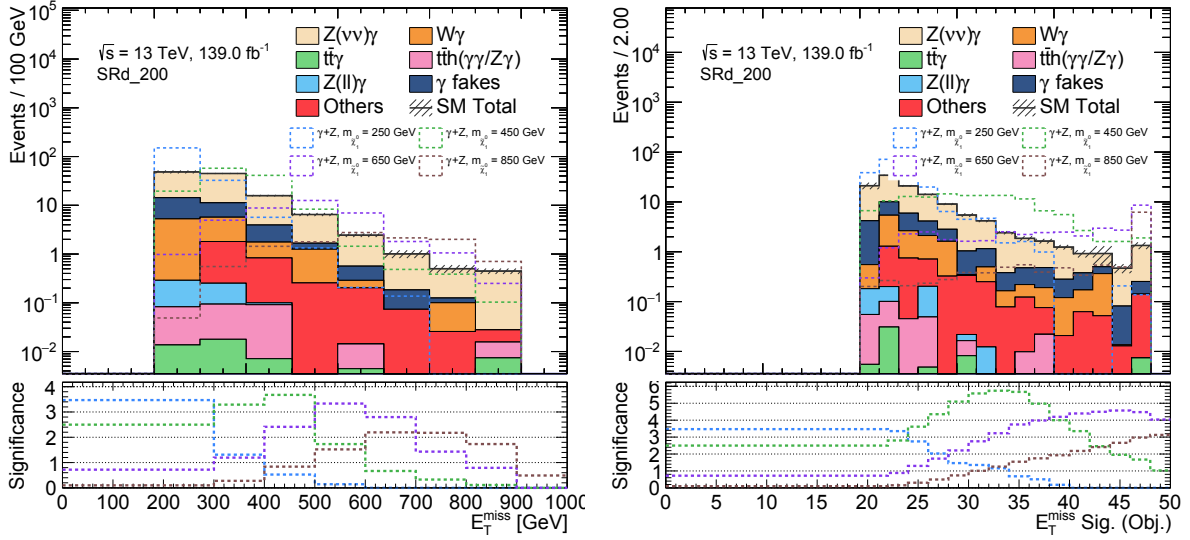 Events / 100 GeV
10⁵
10⁴
10³
10²
10
1
10⁻¹
10⁻²
√s = 13 TeV, 139.0 fb⁻¹
SRd_200
Z(νν)γ
Wγ
tt̄γ
tt̄h(γγ/Zγ)
Z(ll)γ
γ fakes
Others
SM Total
γ+Z, m_χ̃₁⁰ = 250 GeV
γ+Z, m_χ̃₁⁰ = 450 GeV
γ+Z, m_χ̃₁⁰ = 650 GeV
γ+Z, m_χ̃₁⁰ = 850 GeV
Significance
4
3
2
1
0
0 100 200 300 400 500 600 700 800 900 1000
E_T^miss [GeV]
Events / 2.00
10⁴
10³
10²
10
1
10⁻¹
10⁻²
√s = 13 TeV, 139.0 fb⁻¹
SRd_200
Z(νν)γ
Wγ
tt̄γ
tt̄h(γγ/Zγ)
Z(ll)γ
γ fakes
Others
SM Total
γ+Z, m_χ̃₁⁰ = 250 GeV
γ+Z, m_χ̃₁⁰ = 450 GeV
γ+Z, m_χ̃₁⁰ = 650 GeV
γ+Z, m_χ̃₁⁰ = 850 GeV
Significance
6
5
4
3
2
1
0
0 5 10 15 20 25 30 35 40 45 50
E_T^miss Sig. (Obj.)